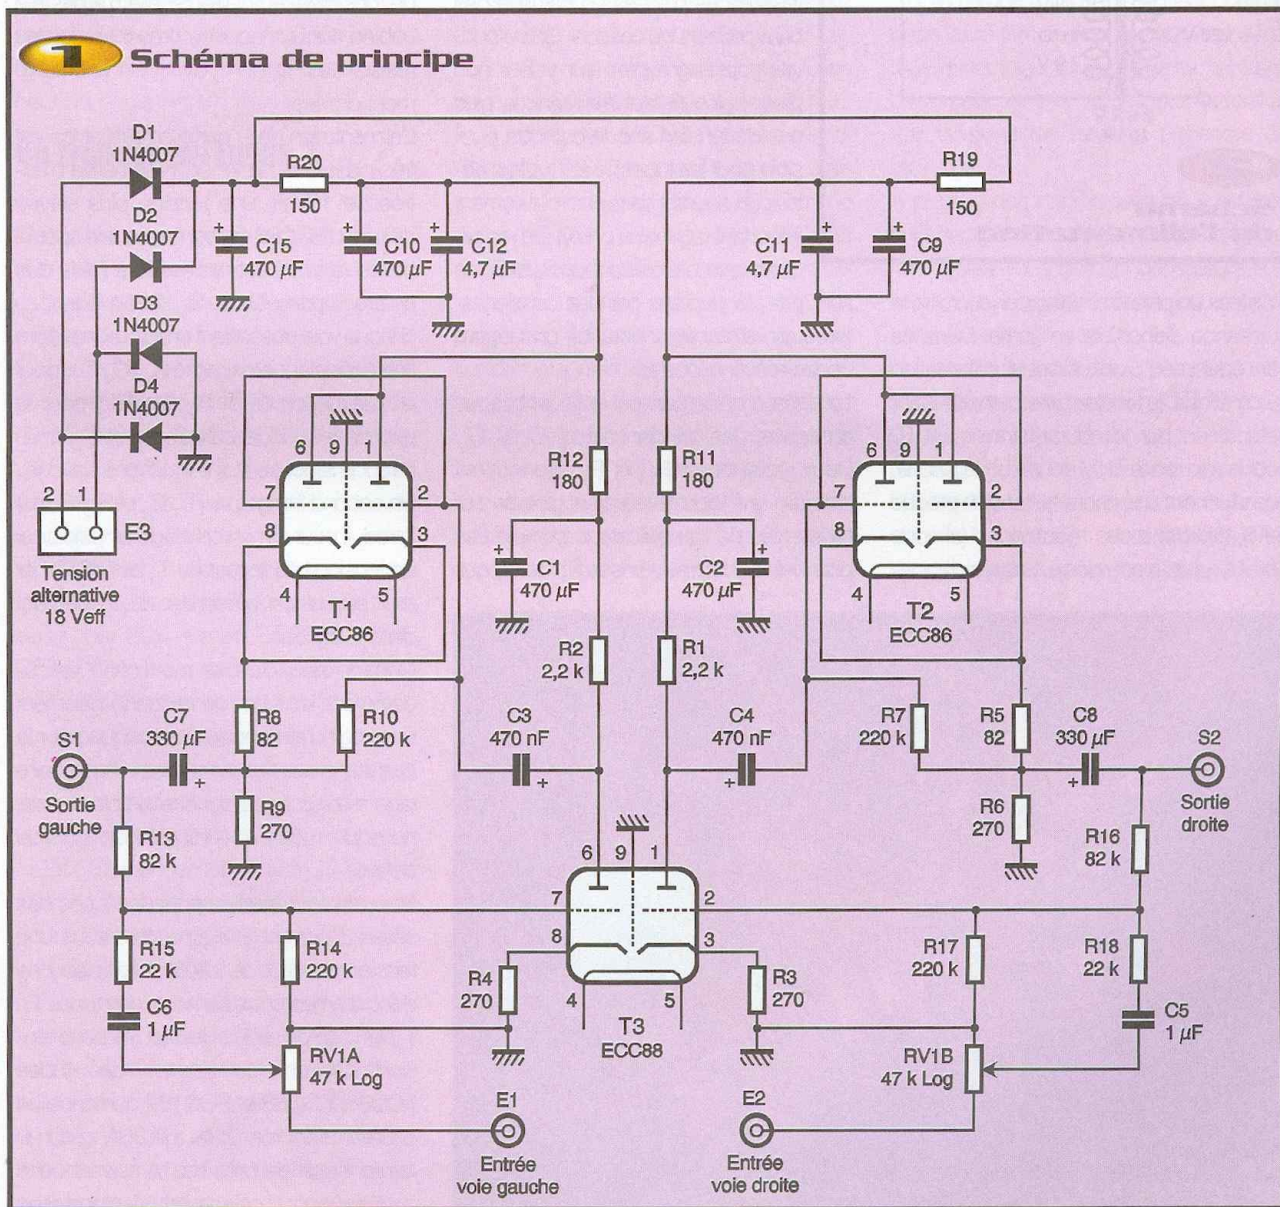 1 Schéma de principe
D1
1N4007
R20
150
R19
150
D2
1N4007
C15
470 µF
C10
470 µF
C12
4,7 µF
C11
4,7 µF
C9
470 µF
D3
1N4007
D4
1N4007
2 1
E3
Tension
alternative
18 Veff
6 9 1
7 2
8 3
4 5
T1
ECC86
R12
180
R11
180
C1
470 µF
C2
470 µF
6 9 1
7 2
8 3
4 5
T2
ECC86
R2
2,2 k
R1
2,2 k
S1
Sortie
gauche
C7
330 µF
R8
82
R10
220 k
C3
470 nF
C4
470 nF
R7
220 k
R5
82
C8
330 µF
S2
Sortie
droite
R13
82 k
R9
270
R6
270
R16
82 k
6 9 1
7 2
8 3
4 5
T3
ECC88
R15
22 k
R14
220 k
R4
270
R3
270
R17
220 k
R18
22 k
C6
1 µF
C5
1 µF
RV1A
47 k Log
RV1B
47 k Log
E1
Entrée
voie gauche
E2
Entrée
voie droite